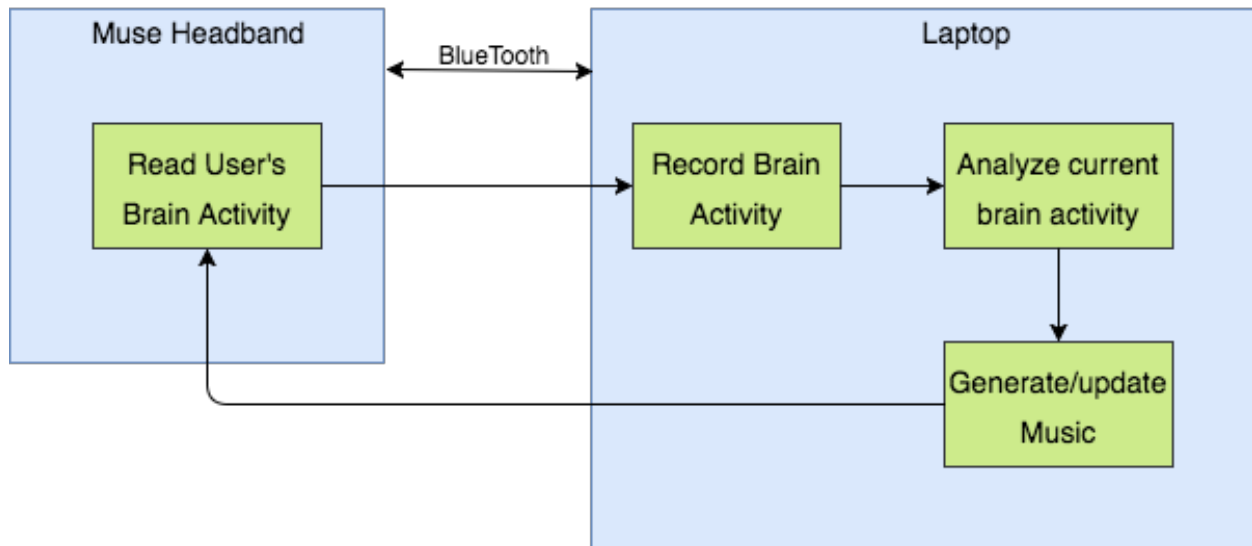 Muse Headband
BlueTooth
Laptop
Read User's
Brain Activity
Record Brain
Activity
Analyze current
brain activity
Generate/update
Music